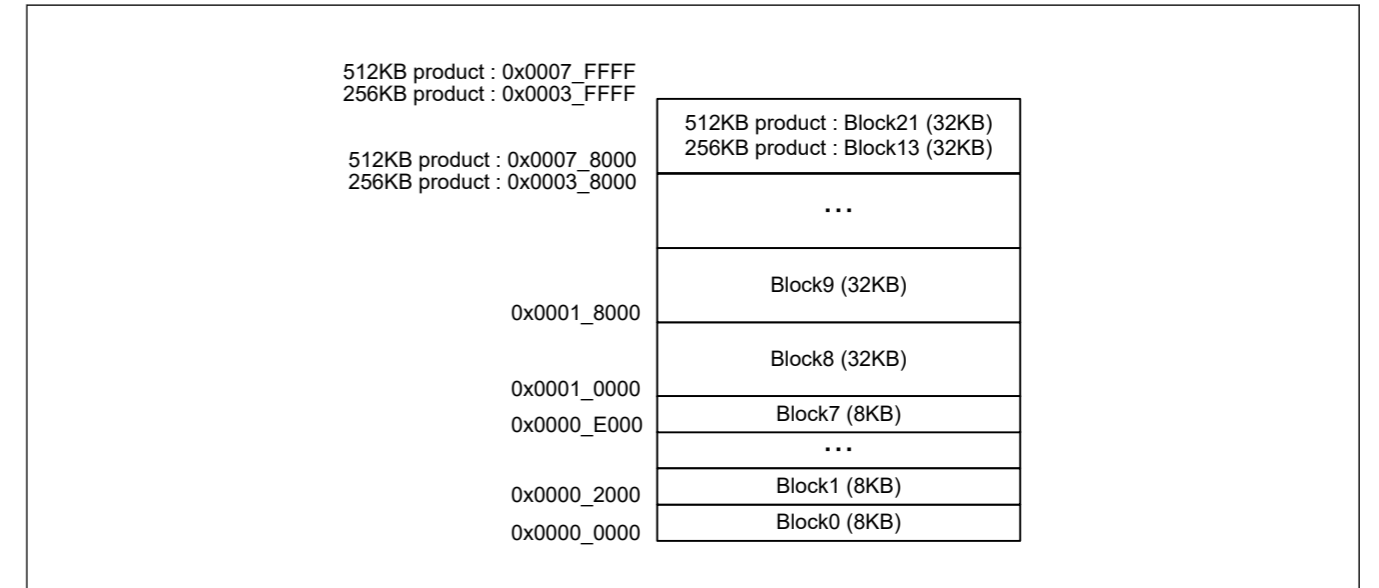 512KB product : 0x0007_FFFF
256KB product : 0x0003_FFFF
512KB product : Block21 (32KB)
256KB product : Block13 (32KB)
512KB product : 0x0007_8000
256KB product : 0x0003_8000
...
Block9 (32KB)
0x0001_8000
Block8 (32KB)
0x0001_0000
Block7 (8KB)
0x0000_E000
...
Block1 (8KB)
0x0000_2000
Block0 (8KB)
0x0000_0000